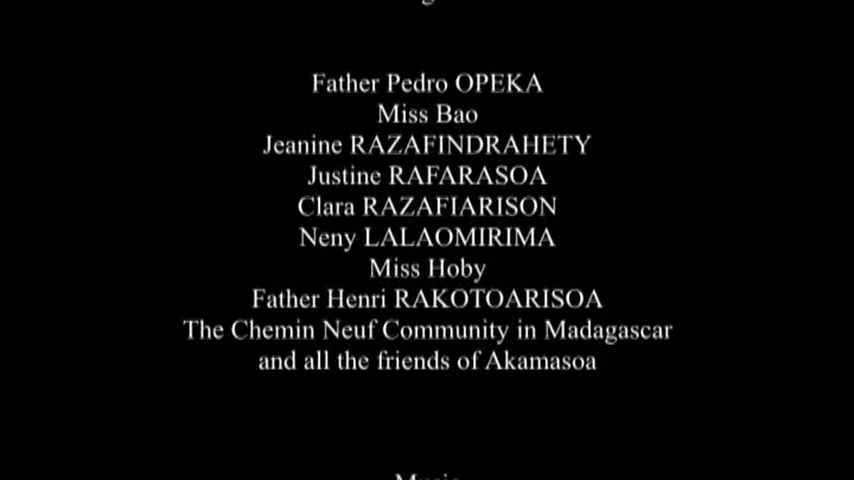 Father Pedro OPEKA
Miss Bao
Jeanine RAZAFINDRAHETY
Justine RAFARASOA
Clara RAZAFIARISON
Neny LALAOMIRIMA
Miss Hoby
Father Henri RAKOTOARISOA
The Chemin Neuf Community in Madagascar
and all the friends of Akamasoa